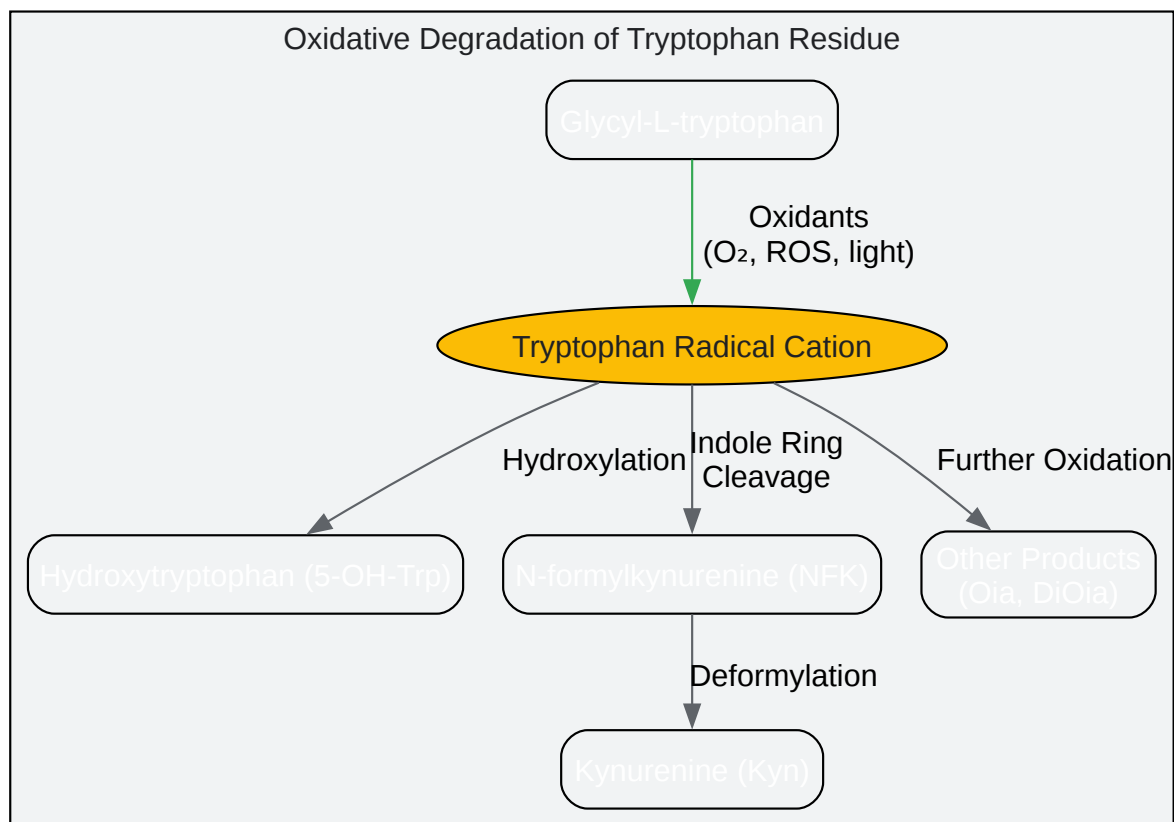 Oxidative Degradation of Tryptophan Residue
Glycyl-L-tryptophan
Oxidants
(O₂, ROS, light)
Tryptophan Radical Cation
Hydroxylation
Indole Ring
Cleavage
Further Oxidation
Hydroxytryptophan (5-OH-Trp)
N-formylkynurenine (NFK)
Other Products
(Oia, DiOia)
Deformylation
Kynurenine (Kyn)